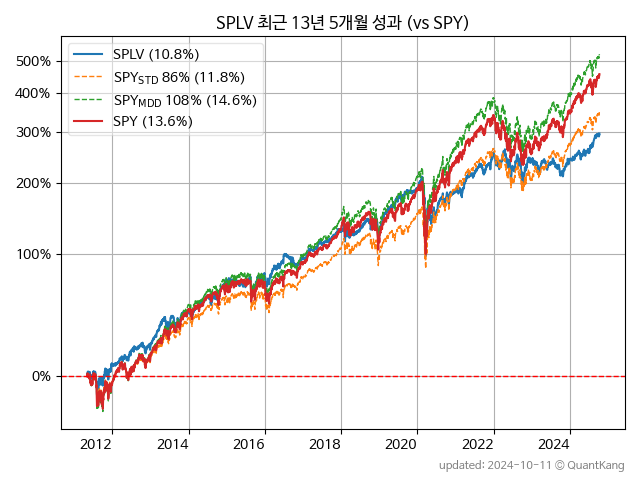 SPLV 최근 13년 5개월 성과 (vs SPY)
SPLV (10.8%)
SPY_STD 86% (11.8%)
SPY_MDD 108% (14.6%)
SPY (13.6%)
500%
400%
300%
200%
100%
0%
2012 2014 2016 2018 2020 2022 2024
updated: 2024-10-11 © QuantKang